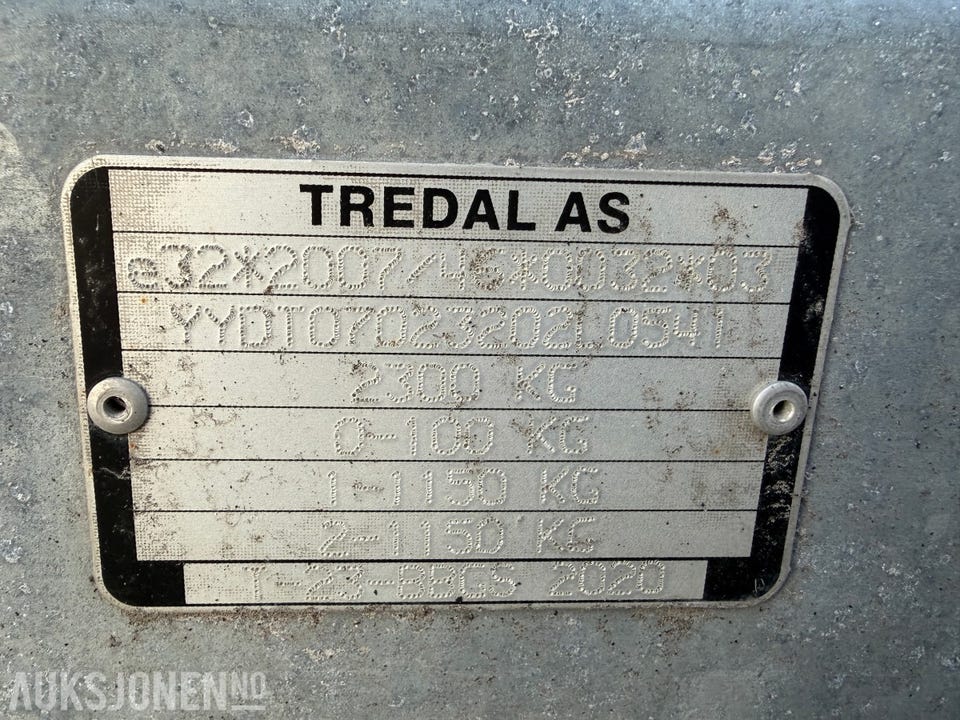 TREDAL AS
e32*2007/46*0032*03
YYDT07023202L0541
2300 KG
0-100 KG
1-1150 KG
2-1150 KG
T-23-BRGS 2020
AUKSJONEN.NO